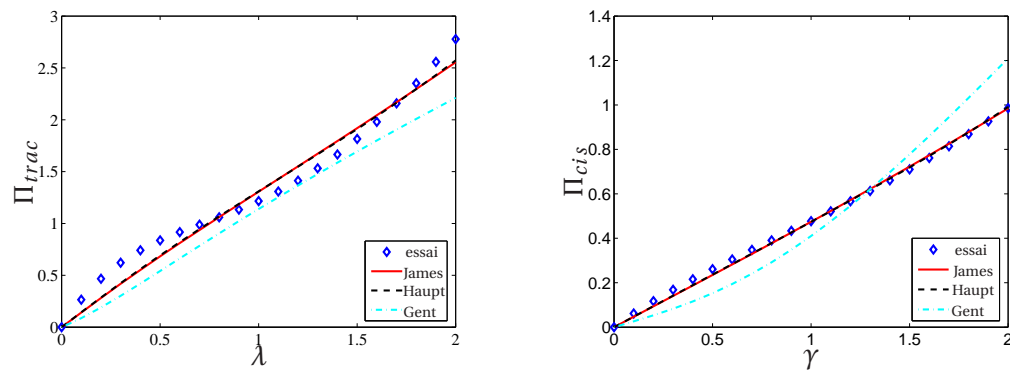 3
2.5
2
1.5
1
0.5
0
Π_trac
essai
James
Haupt
Gent
0 0.5 1 1.5 2
λ
1.4
1.2
1
0.8
0.6
0.4
0.2
0
Π_cis
essai
James
Haupt
Gent
0 0.5 1 1.5 2
γ